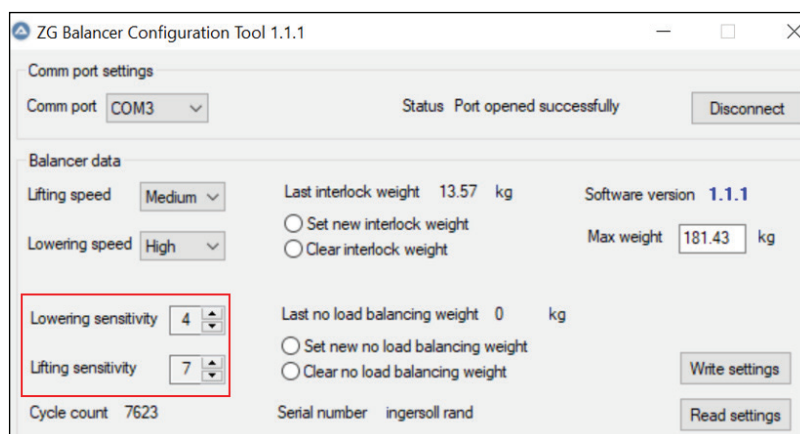 ZG Balancer Configuration Tool 1.1.1
Comm port settings
Comm port COM3 Status Port opened successfully Disconnect
Balancer data
Lifting speed Medium Last interlock weight 13.57 kg Software version 1.1.1
Set new interlock weight
Lowering speed High Clear interlock weight Max weight 181.43 kg
Lowering sensitivity 4 Last no load balancing weight 0 kg
Set new no load balancing weight
Lifting sensitivity 7 Clear no load balancing weight Write settings
Cycle count 7623 Serial number ingersoll rand Read settings